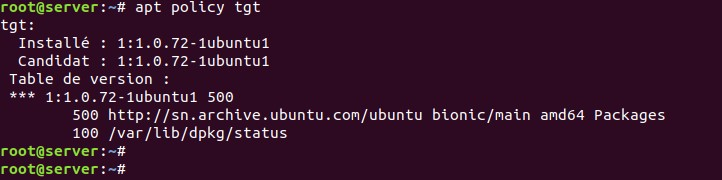 root@server:~# apt policy tgt
tgt:
  Installé : 1:1.0.72-1ubuntu1
  Candidat : 1:1.0.72-1ubuntu1
 Table de version :
 *** 1:1.0.72-1ubuntu1 500
        500 http://sn.archive.ubuntu.com/ubuntu bionic/main amd64 Packages
        100 /var/lib/dpkg/status
root@server:~#
root@server:~#